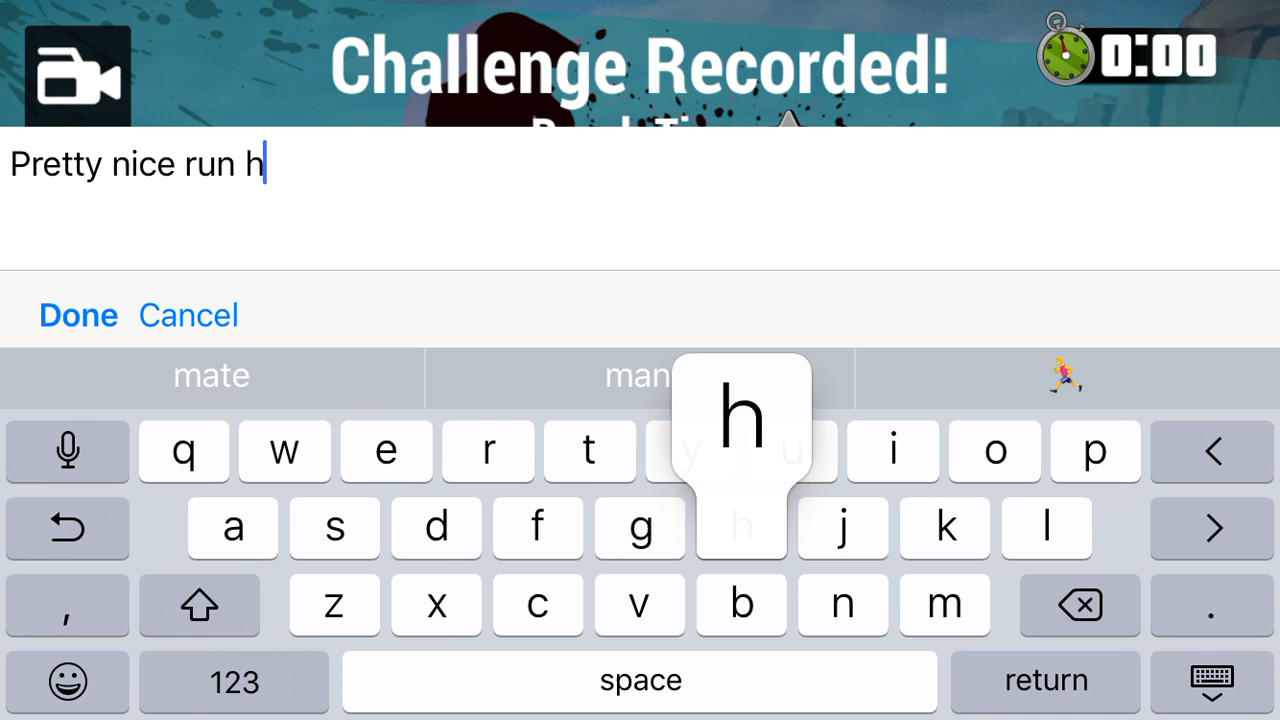 Challenge Recorded!
0:00
Pretty nice run h
Done Cancel
mate man
h
q w e r t y u i o p <
a s d f g h j k l >
, z x c v b n m .
123 space return